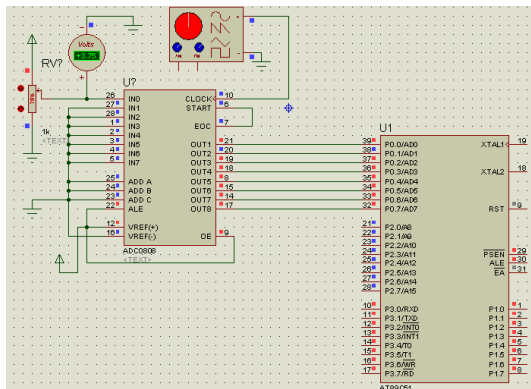 Volts
+3.75
RV?
1k
<TEXT>
U?
26 IN0 CLOCK 10
27 IN1 START 6
28 IN2
1 IN3 EOC 7
2 IN4
3 IN5 OUT1 21
4 IN6 OUT2 20
5 IN7 OUT3 19
OUT4 18
25 ADD A OUT5 8
24 ADD B OUT6 15
23 ADD C OUT7 14
22 ALE OUT8 17
12 VREF(+)
16 VREF(-) OE 9
ADC0808
<TEXT>
U1
39 P0.0/AD0 XTAL1 19
38 P0.1/AD1
37 P0.2/AD2
36 P0.3/AD3 XTAL2 18
35 P0.4/AD4
34 P0.5/AD5
33 P0.6/AD6
32 P0.7/AD7 RST 9
21 P2.0/A8
22 P2.1/A9
23 P2.2/A10
24 P2.3/A11 PSEN 29
25 P2.4/A12 ALE 30
26 P2.5/A13 EA 31
27 P2.6/A14
28 P2.7/A15
10 P3.0/RXD P1.0 1
11 P3.1/TXD P1.1 2
12 P3.2/INT0 P1.2 3
13 P3.3/INT1 P1.3 4
14 P3.4/T0 P1.4 5
15 P3.5/T1 P1.5 6
16 P3.6/WR P1.6 7
17 P3.7/RD P1.7 8
AT89C51